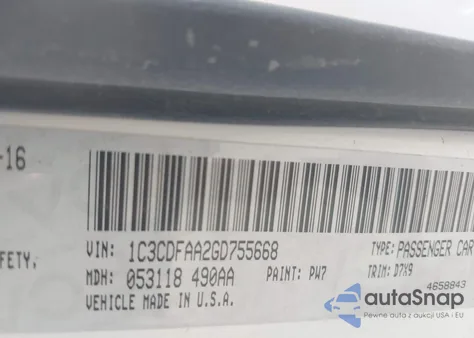 -16
VIN: 1C3CDFAA2GD755668
TYPE: PASSENGER CAR
FETY.
MDH: 053118 490AA
PAINT: PW7
TRIM: D7X9
VEHICLE MADE IN U.S.A.
4658843
autoSnap
Pewne auta z aukcji USA i EU